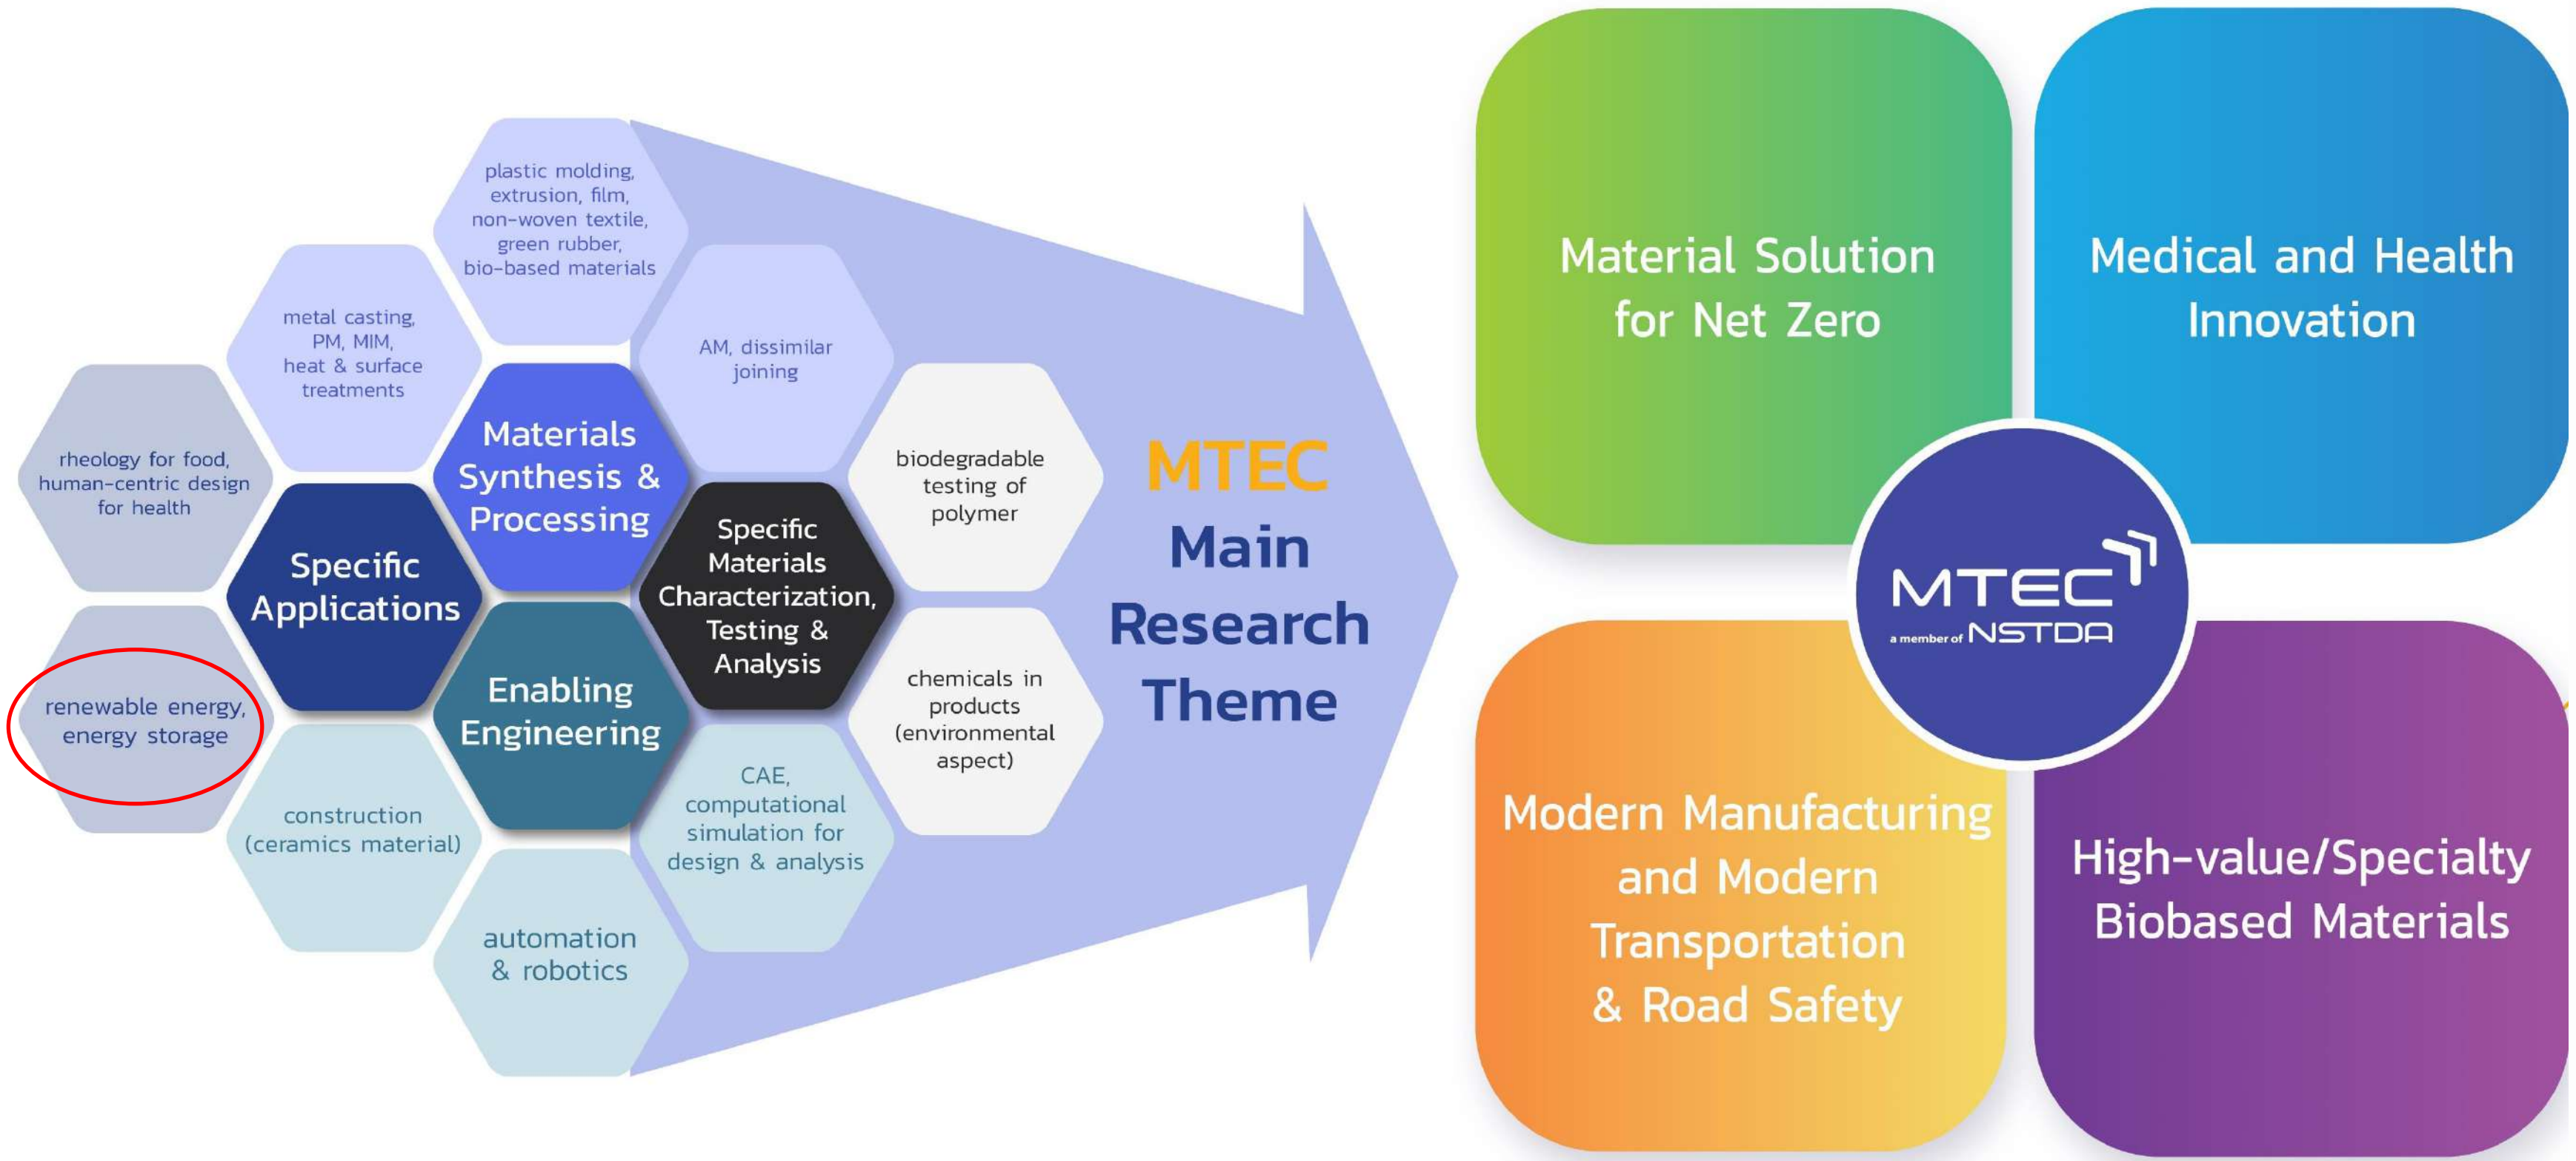 plastic molding,
extrusion, film,
non-woven textile,
green rubber,
bio-based materials
metal casting,
PM, MIM,
heat & surface
treatments
AM, dissimilar
joining
rheology for food,
human-centric design
for health
Materials
Synthesis &
Processing
biodegradable
testing of
polymer
Specific
Applications
Specific
Materials
Characterization,
Testing &
Analysis
renewable energy,
energy storage
Enabling
Engineering
chemicals in
products
(environmental
aspect)
construction
(ceramics material)
CAE,
computational
simulation for
design & analysis
automation
& robotics
MTEC
Main
Research
Theme
Material Solution
for Net Zero
Medical and Health
Innovation
MTEC
a member of NSTDA
Modern Manufacturing
and Modern
Transportation
& Road Safety
High-value/Specialty
Biobased Materials